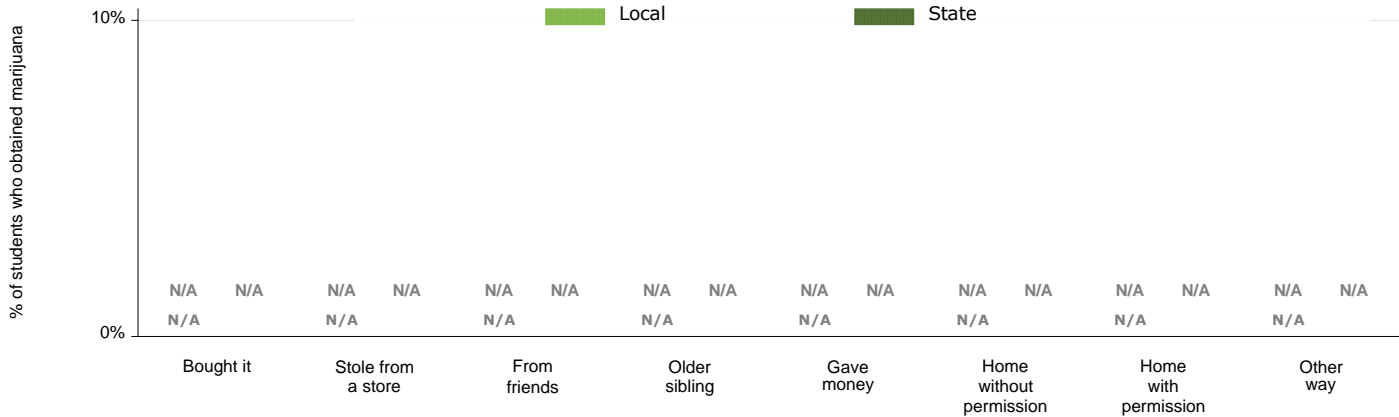 % of students who obtained marijuana
10%
Local State
N/A N/A N/A N/A N/A N/A N/A N/A N/A N/A N/A N/A N/A N/A N/A N/A
N/A N/A N/A N/A N/A N/A N/A N/A
0%
Bought it
Stole from
a store
From
friends
Older
sibling
Gave
money
Home
without
permission
Home
with
permission
Other
way